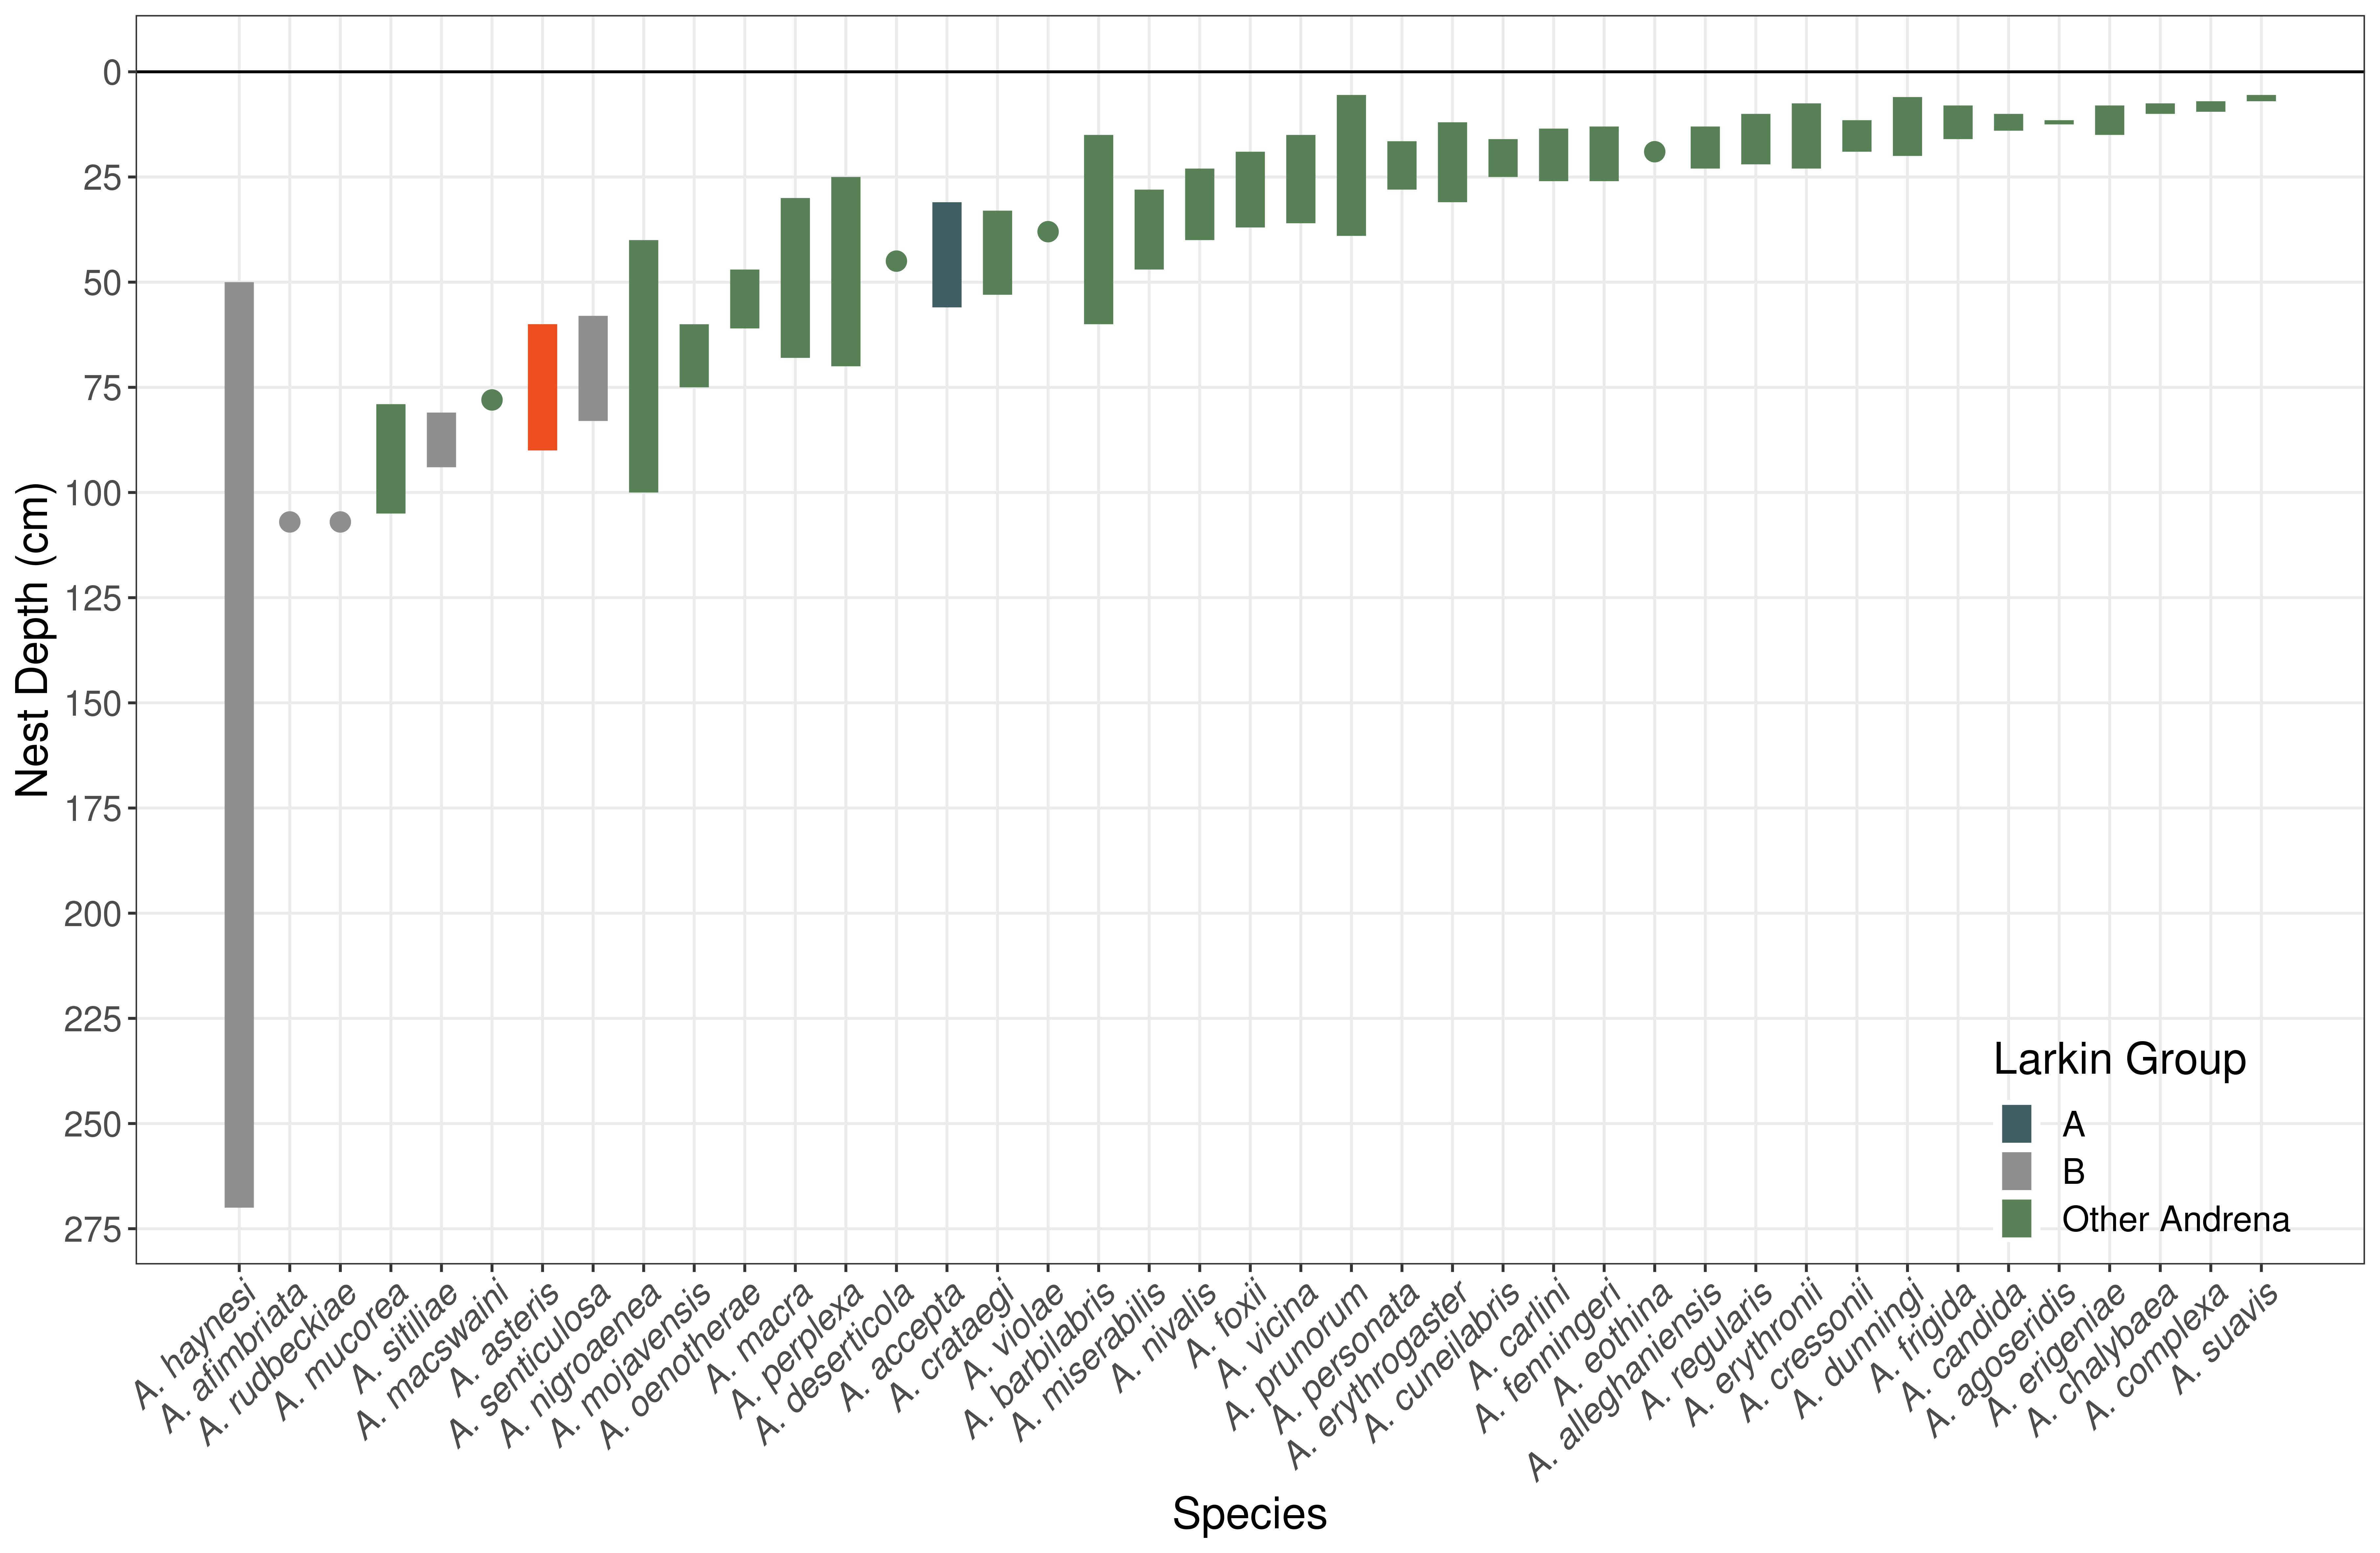 Nest Depth (cm)
0
25
50
75
100
125
150
175
200
225
250
275
Larkin Group
A
B
Other Andrena
A. haynesi
A. afimbriata
A. rudbeckiae
A. mucorea
A. sitiliae
A. macswaini
A. asteris
A. senticulosa
A. nigroaenea
A. mojavensis
A. oenotherae
A. macra
A. perplexa
A. deserticola
A. accepta
A. crataegi
A. violae
A. barbilabris
A. miserabilis
A. nivalis
A. foxii
A. vicina
A. prunorum
A. personata
A. erythrogaster
A. cuneilabris
A. carlini
A. fenningeri
A. eothina
A. alleghaniensis
A. regularis
A. erythronii
A. cressonii
A. dunningi
A. frigida
A. candida
A. agoseridis
A. erigeniae
A. chalybaea
A. complexa
A. suavis
Species